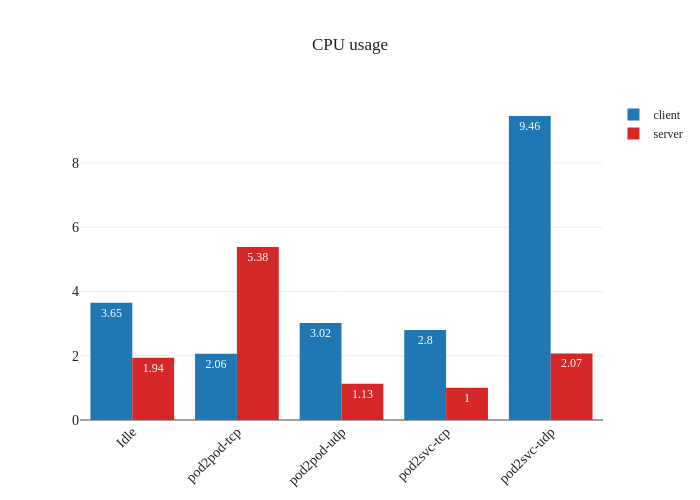 CPU usage
client
server
8
6
4
2
0
3.65
1.94
2.06
5.38
3.02
1.13
2.8
1
9.46
2.07
Idle
pod2pod-tcp
pod2pod-udp
pod2svc-tcp
pod2svc-udp